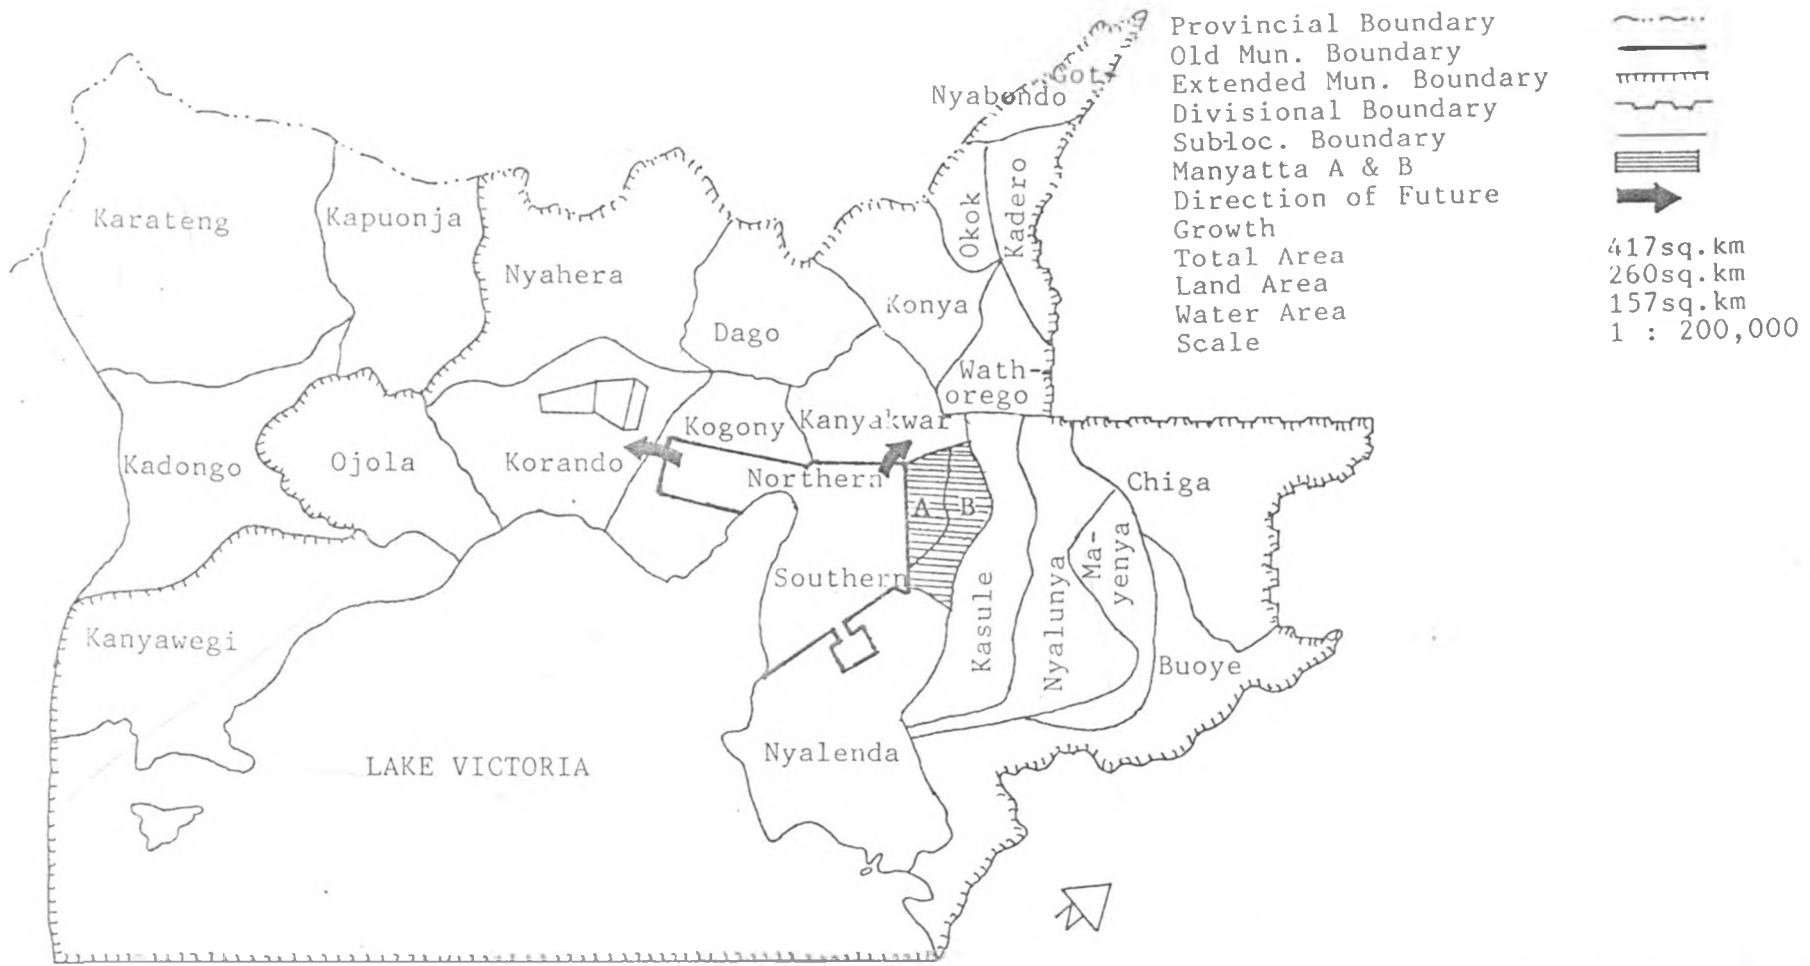 Provincial Boundary
Old Mun. Boundary
Extended Mun. Boundary
Divisional Boundary
Sub-loc. Boundary
Manyatta A & B
Direction of Future
Growth
Total Area 417sq.km
Land Area 260sq.km
Water Area 157sq.km
Scale 1 : 200,000
Got
Nyabondo
Karateng
Kapuonja
Nyahera
Dago
Konya
Okok
Kadero
Wath-
orego
Kogony
Kanyakwar
Kadongo
Ojola
Korando
Northern
A
B
Chiga
Ma-
yenya
Southern
Kasule
Nyalunya
Buoye
Kanyawegi
Nyalenda
LAKE VICTORIA